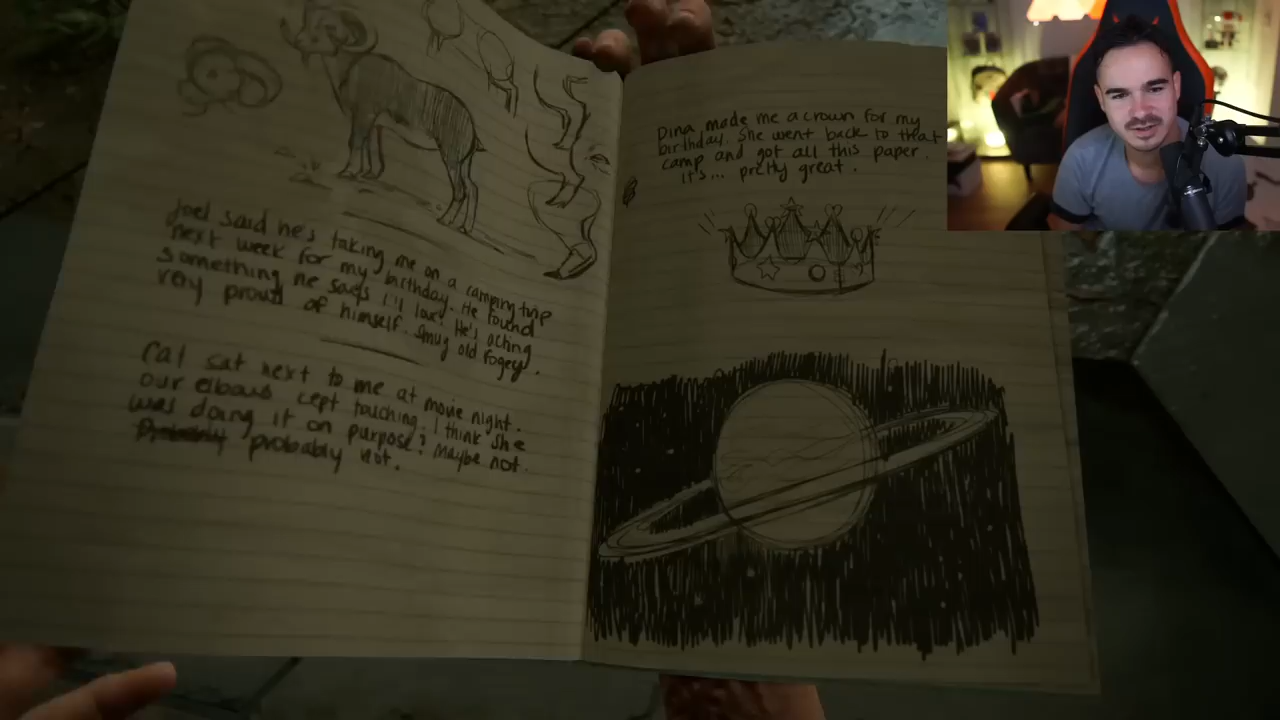 Joel said he's taking me on a camping trip
next week for my birthday. He found
something he says I'll love! He's acting
very proud of himself. Smug old fogey.
Cat sat next to me at movie night.
our elbows cept touching. I think she
was doing it on purpose? Maybe not.
Probably probably not.
Dina made me a crown for my
birthday. She went back to that
camp and got all this paper.
It's... pretty great.